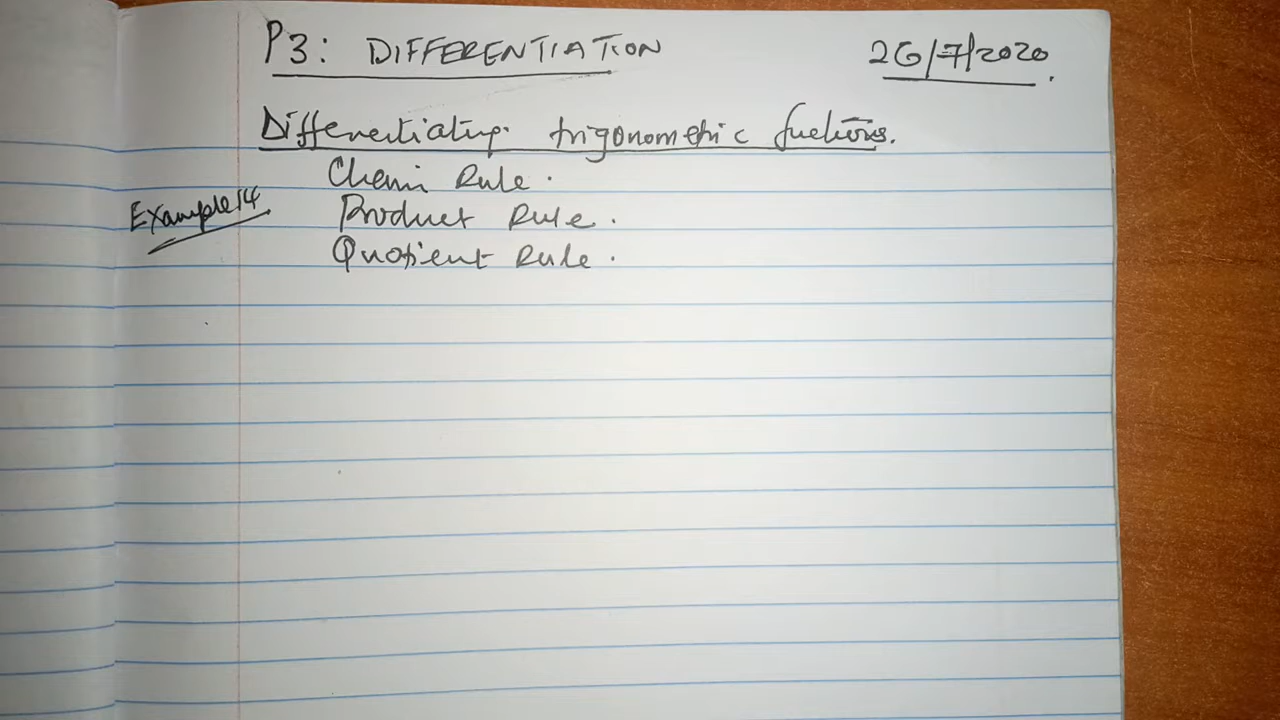 P3: DIFFERENTIATION 26/7/2020.
Differentiating trigonometric functions.
Chain Rule.
Example 14 Product Rule.
Quotient Rule.